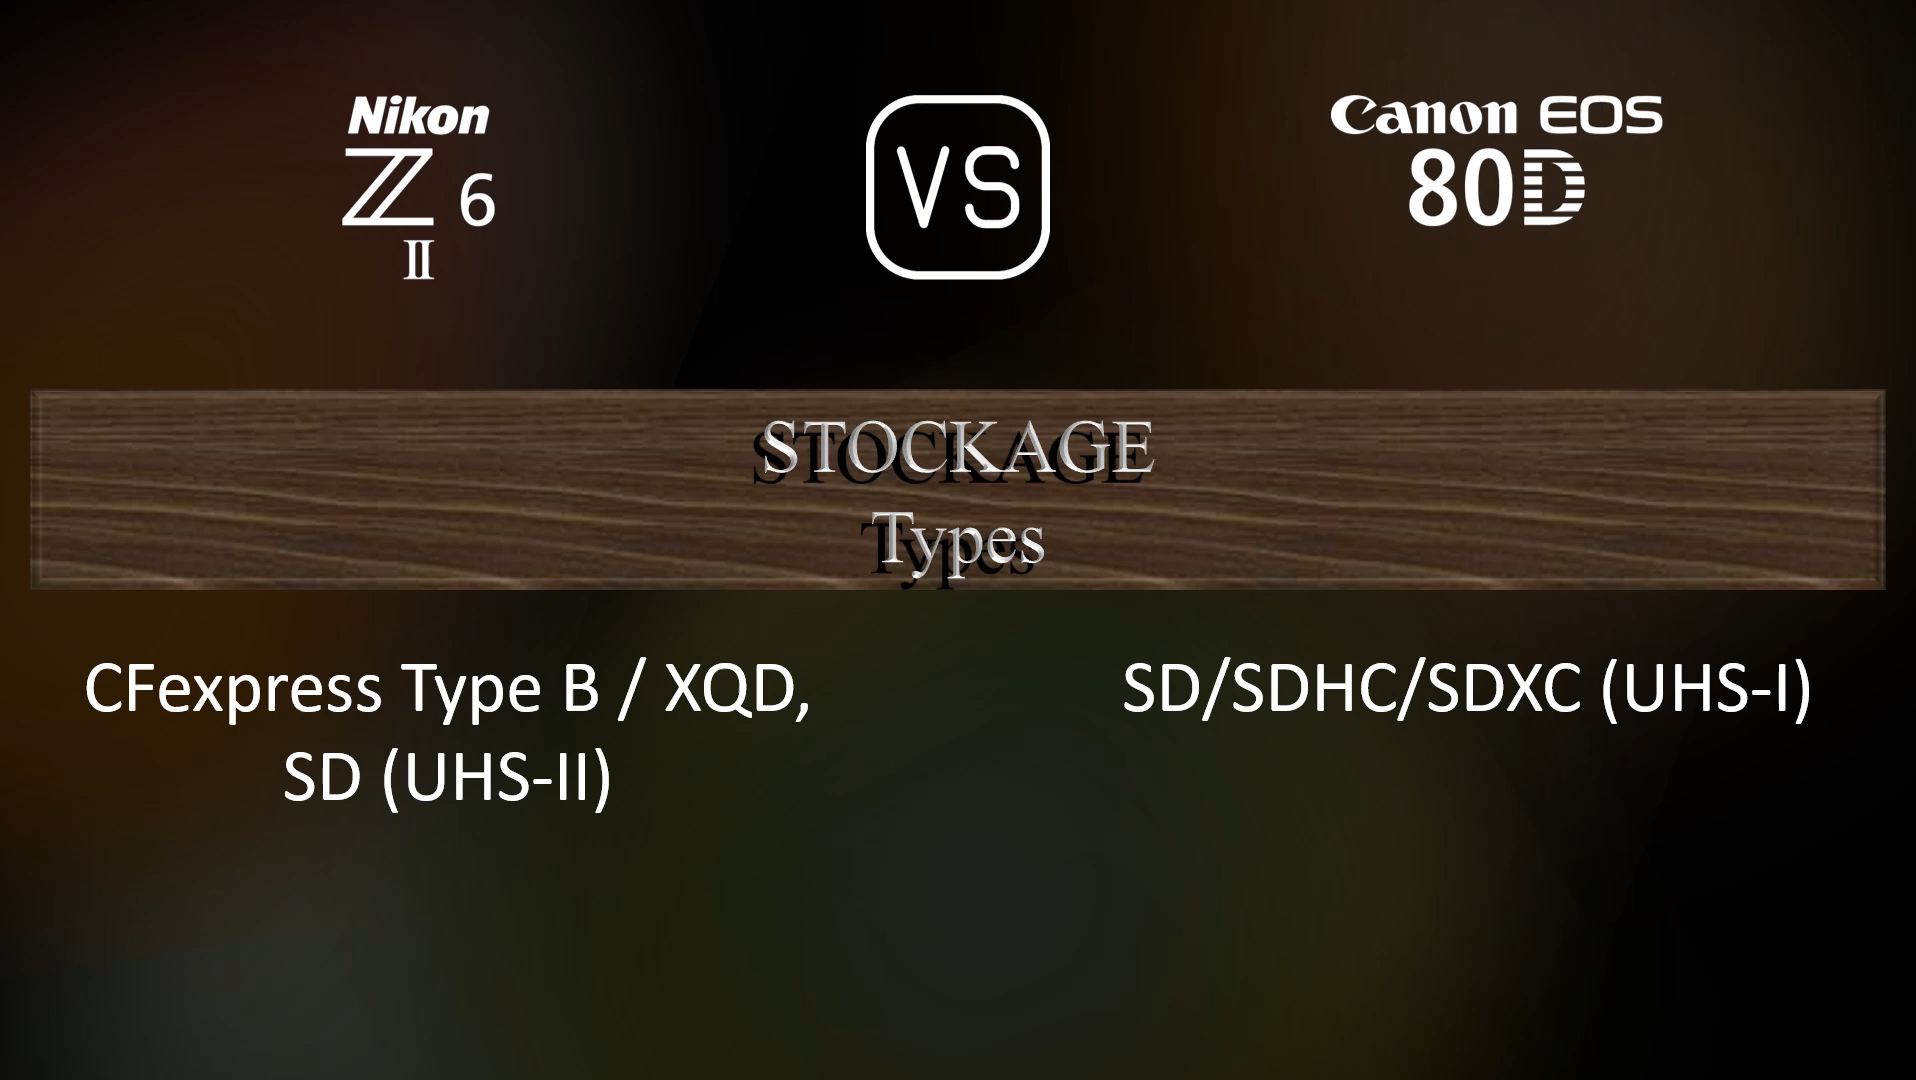 Nikon
Z 6
II
VS
Canon EOS
80D
STOCKAGE
Types
CFexpress Type B / XQD,
SD (UHS-II)
SD/SDHC/SDXC (UHS-I)